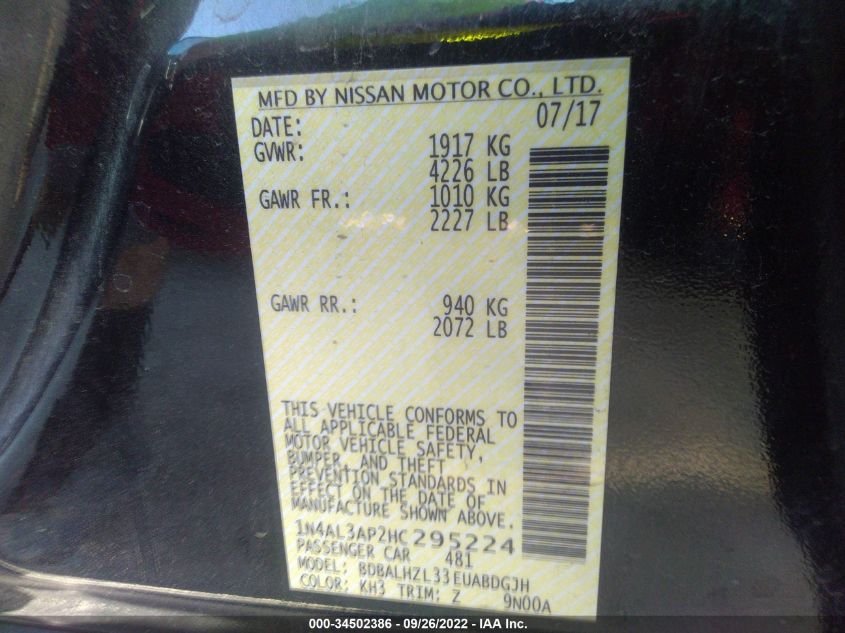 MFD BY NISSAN MOTOR CO., LTD.
DATE: 07/17
GVWR: 1917 KG
4226 LB
GAWR FR.: 1010 KG
2227 LB
GAWR RR.: 940 KG
2072 LB
THIS VEHICLE CONFORMS TO
ALL APPLICABLE FEDERAL
MOTOR VEHICLE SAFETY,
BUMPER, AND THEFT
PREVENTION STANDARDS IN
EFFECT ON THE DATE OF
MANUFACTURE SHOWN ABOVE.
1N4AL3AP2HC295224
PASSENGER CAR 481
MODEL: BDBALHZL33EUABDGJH
COLOR: KH3 TRIM: Z 9N00A
000-34502386 - 09/26/2022 - IAA Inc.